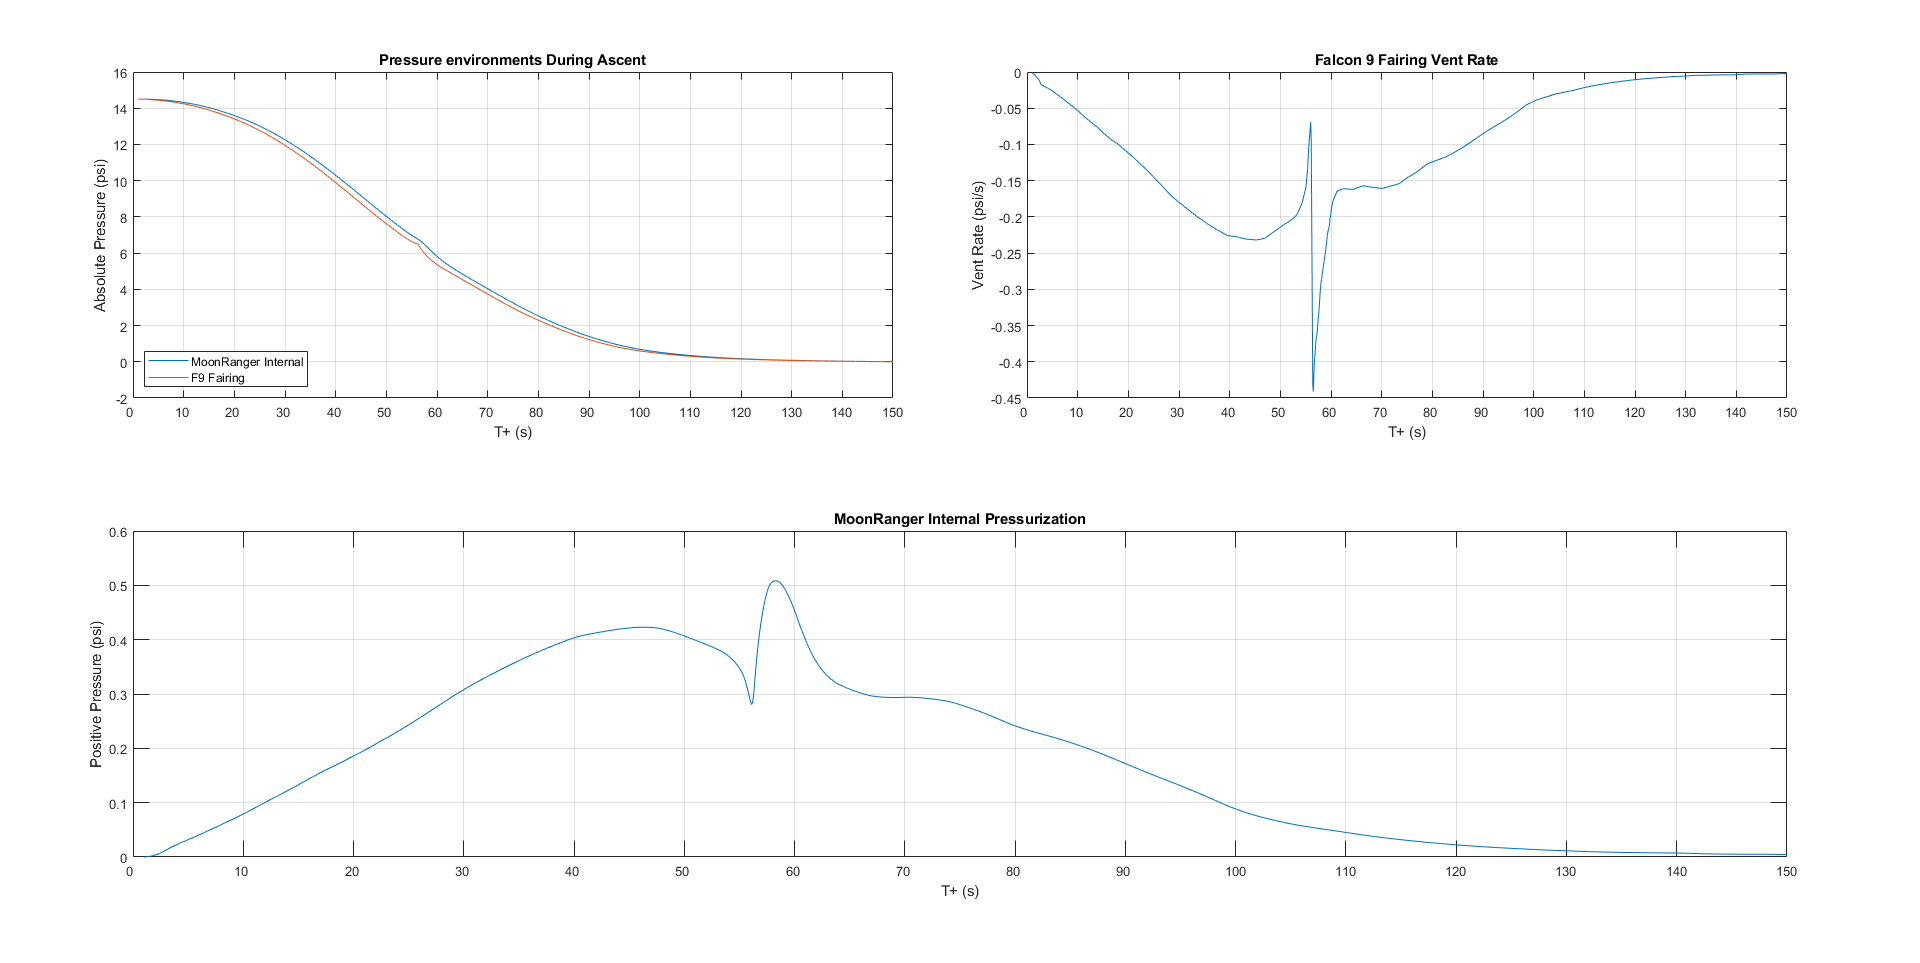 Pressure environments During Ascent
16
14
12
10
8
6
4
2
0
-2
Absolute Pressure (psi)
MoonRanger Internal
F9 Fairing
0 10 20 30 40 50 60 70 80 90 100 110 120 130 140 150
T+ (s)
Falcon 9 Fairing Vent Rate
0
-0.05
-0.1
-0.15
-0.2
-0.25
-0.3
-0.35
-0.4
-0.45
Vent Rate (psi/s)
0 10 20 30 40 50 60 70 80 90 100 110 120 130 140 150
T+ (s)
MoonRanger Internal Pressurization
0.6
0.5
0.4
0.3
0.2
0.1
0
Positive Pressure (psi)
0 10 20 30 40 50 60 70 80 90 100 110 120 130 140 150
T+ (s)